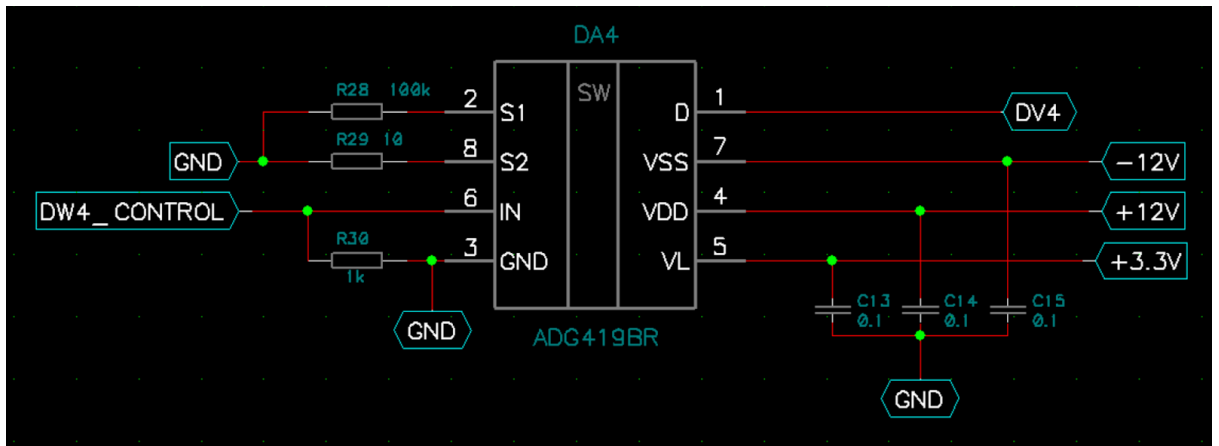 DA4
R28 100k
2
S1
SW
D
1
DV4
R29 10
GND
8
S2
VSS
7
-12V
DW4_ CONTROL
6
IN
VDD
4
+12V
R30
1k
3
GND
VL
5
+3.3V
GND
C13
0.1
C14
0.1
C15
0.1
ADG419BR
GND